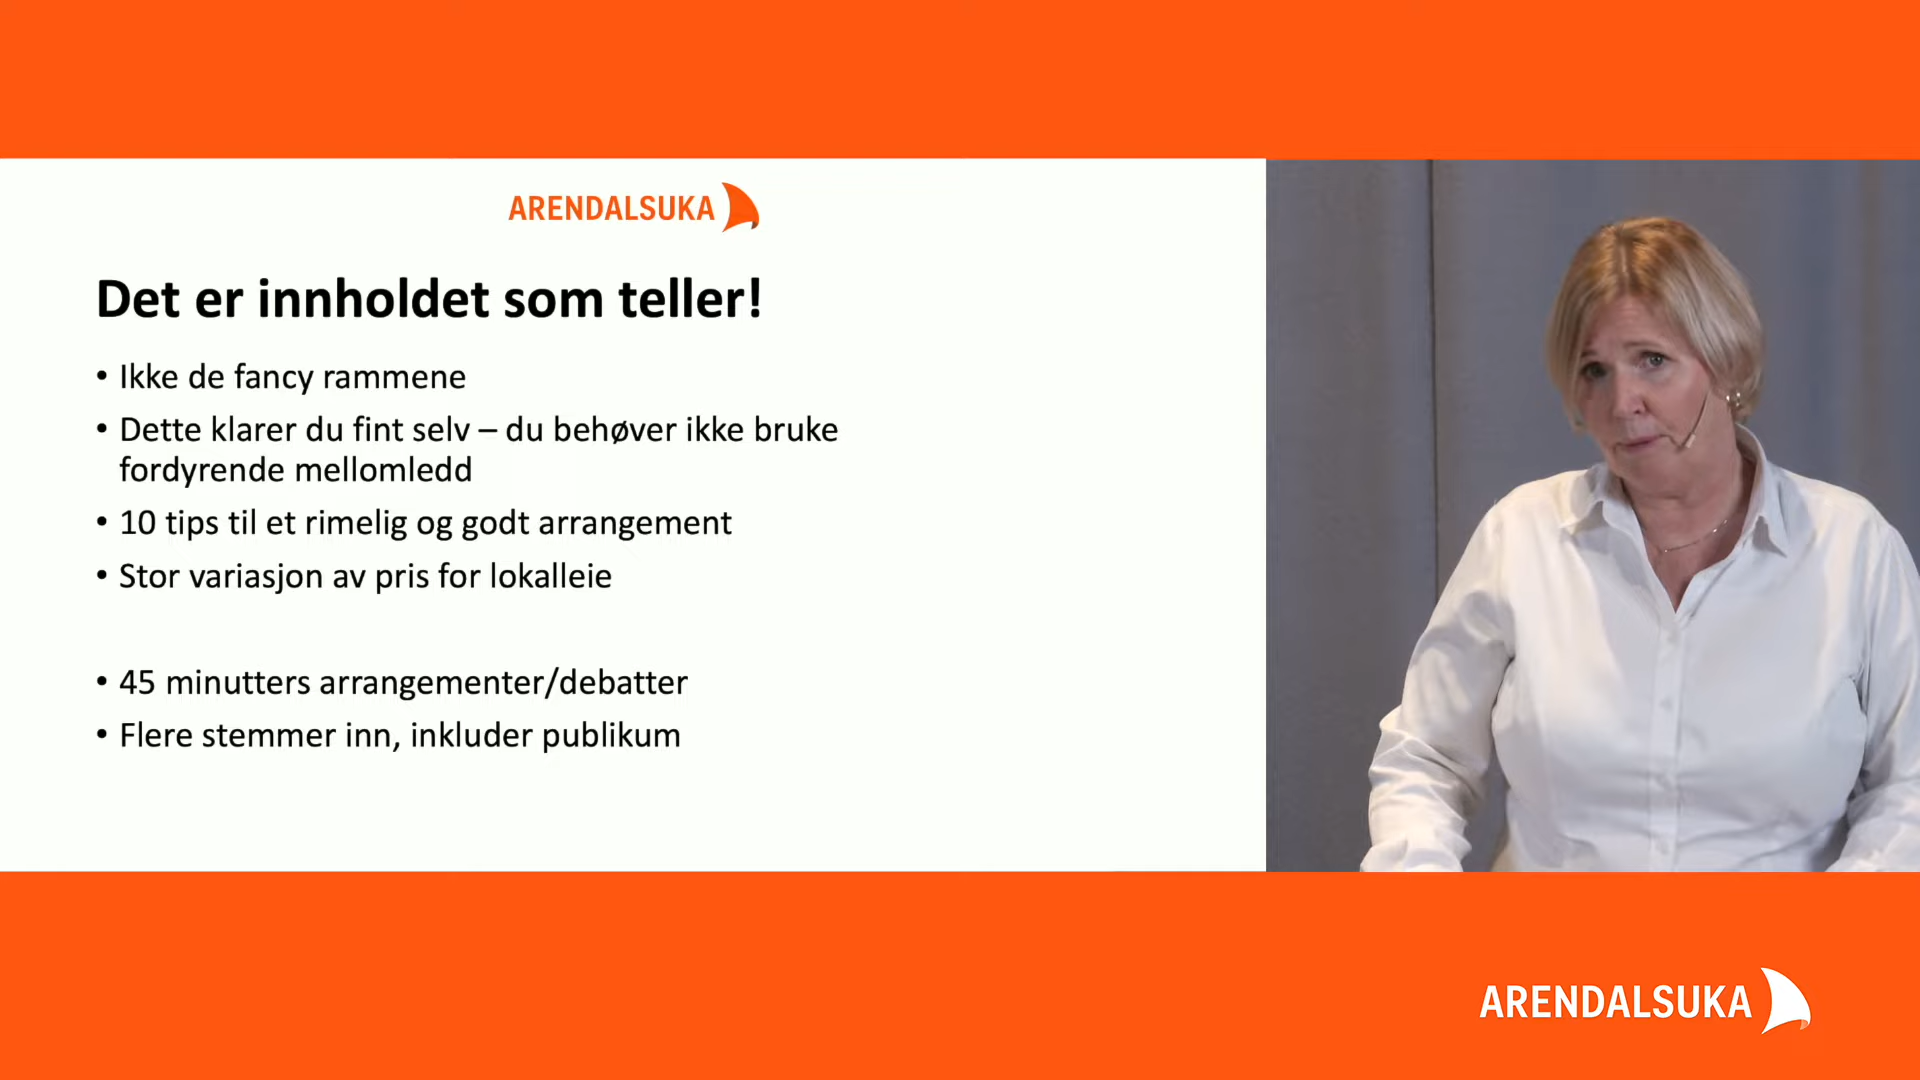 ARENDALSUKA
Det er innholdet som teller!
• Ikke de fancy rammene
• Dette klarer du fint selv – du behøver ikke bruke
fordyrende mellomledd
• 10 tips til et rimelig og godt arrangement
• Stor variasjon av pris for lokalleie
• 45 minutters arrangementer/debatter
• Flere stemmer inn, inkluder publikum
ARENDALSUKA